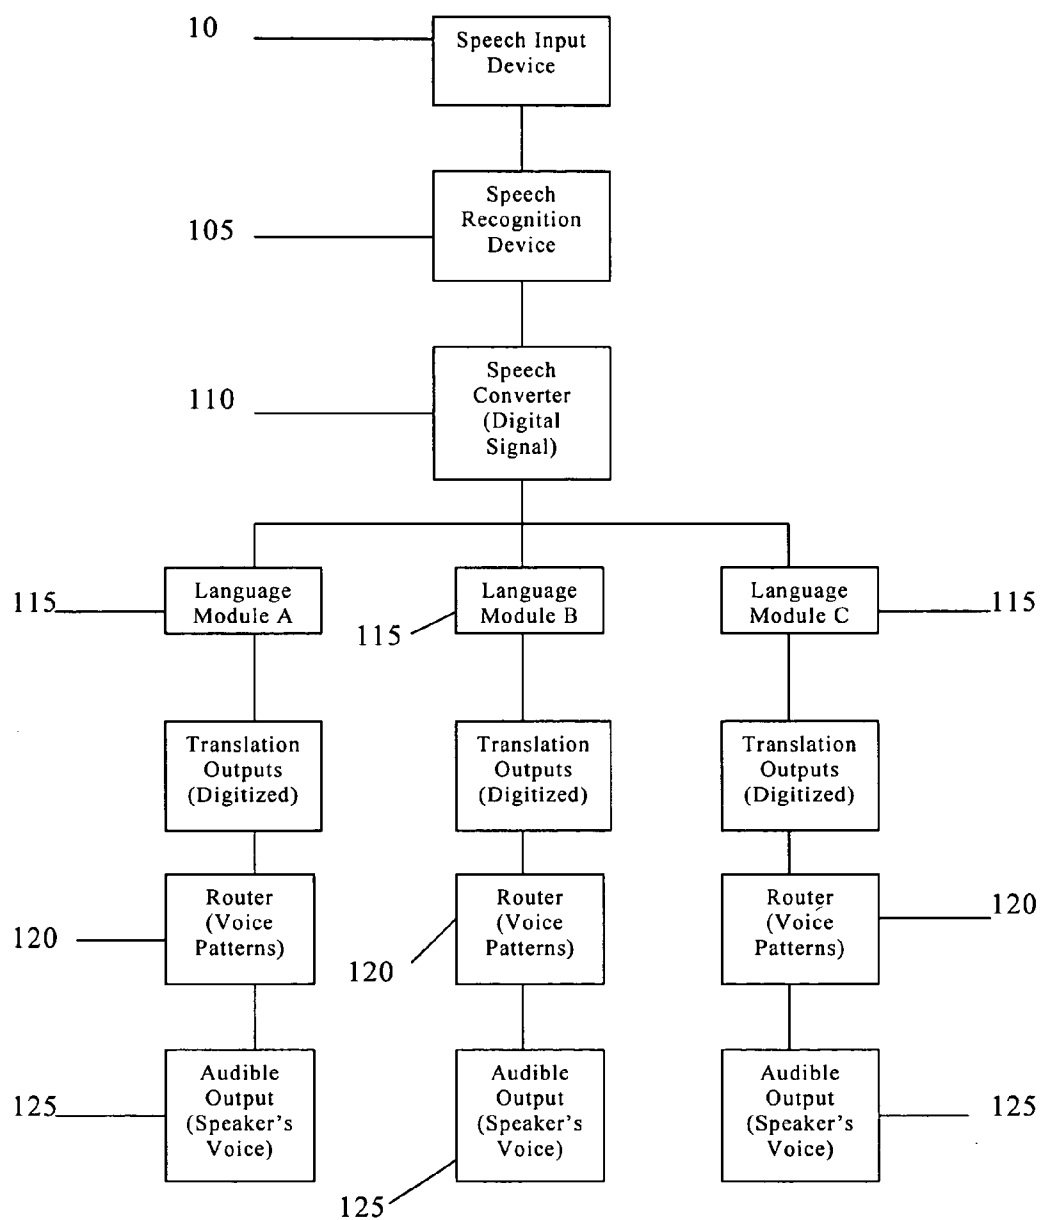 10
Speech Input
Device
105
Speech
Recognition
Device
110
Speech
Converter
(Digital
Signal)
115
Language
Module A
115
Language
Module B
Language
Module C
115
Translation
Outputs
(Digitized)
Translation
Outputs
(Digitized)
Translation
Outputs
(Digitized)
120
Router
(Voice
Patterns)
120
Router
(Voice
Patterns)
Router
(Voice
Patterns)
120
125
Audible
Output
(Speaker's
Voice)
125
Audible
Output
(Speaker's
Voice)
Audible
Output
(Speaker's
Voice)
125